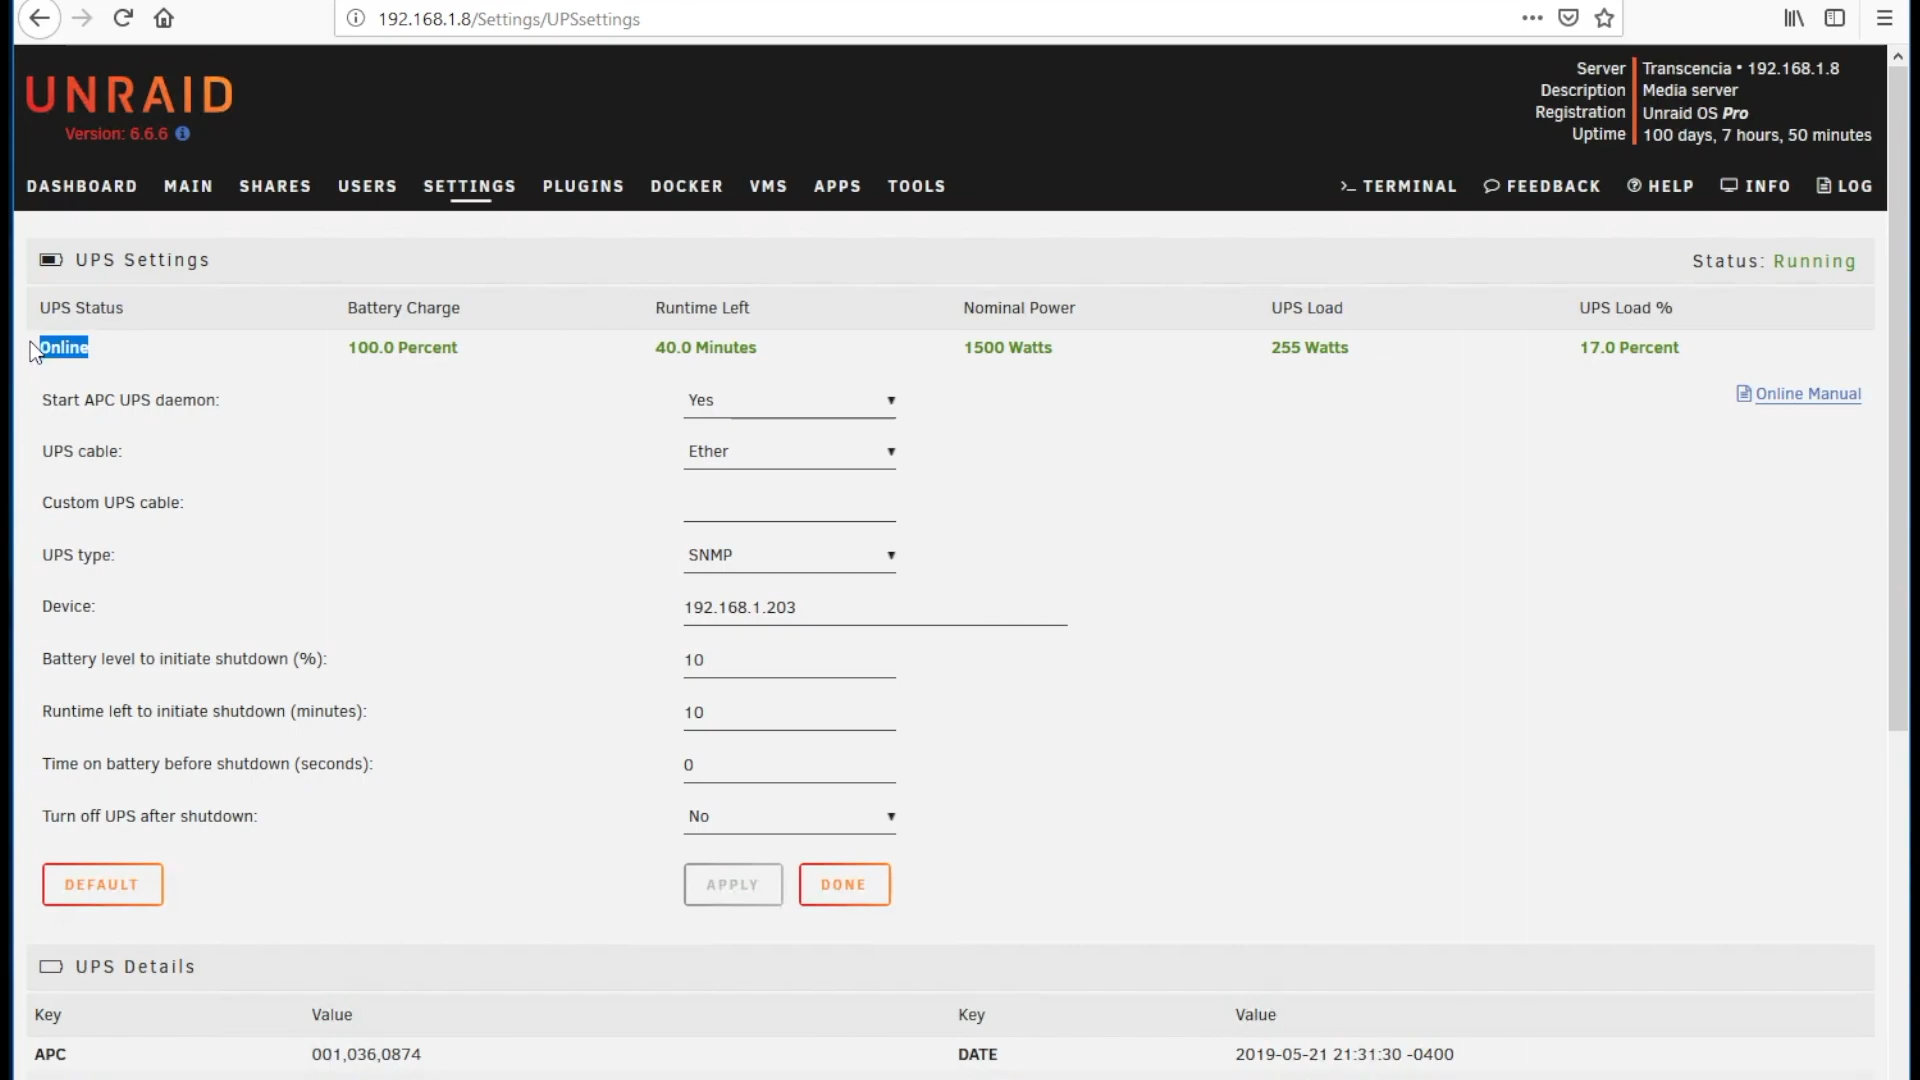 192.168.1.8/Settings/UPSsettings
UNRAID
Version: 6.6.6
Server Transcencia • 192.168.1.8
Description Media server
Registration Unraid OS Pro
Uptime 100 days, 7 hours, 50 minutes
DASHBOARD MAIN SHARES USERS SETTINGS PLUGINS DOCKER VMS APPS TOOLS TERMINAL FEEDBACK HELP INFO LOG
UPS Settings Status: Running
UPS Status Battery Charge Runtime Left Nominal Power UPS Load UPS Load %
Online 100.0 Percent 40.0 Minutes 1500 Watts 255 Watts 17.0 Percent
Start APC UPS daemon: Yes Online Manual
UPS cable: Ether
Custom UPS cable:
UPS type: SNMP
Device: 192.168.1.203
Battery level to initiate shutdown (%): 10
Runtime left to initiate shutdown (minutes): 10
Time on battery before shutdown (seconds): 0
Turn off UPS after shutdown: No
DEFAULT APPLY DONE
UPS Details
Key Value Key Value
APC 001,036,0874 DATE 2019-05-21 21:31:30 -0400